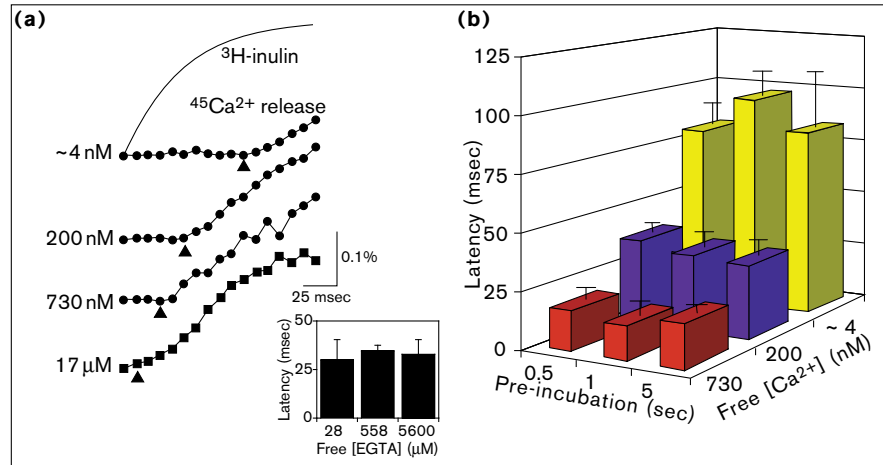 (a)
³H-inulin
⁴⁵Ca²⁺ release
~4 nM
200 nM
730 nM
17 μM
0.1%
25 msec
Latency (msec)
50
25
0
28 558 5600
Free [EGTA] (μM)
(b)
Latency (msec)
125
100
75
50
25
0
0.5 1 5
Pre-incubation (sec)
730 200 ~ 4
Free [Ca²⁺] (nM)